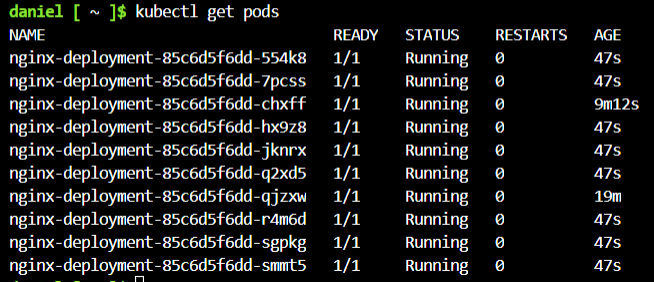 daniel [ ~ ]$ kubectl get pods
NAME READY STATUS RESTARTS AGE
nginx-deployment-85c6d5f6dd-554k8 1/1 Running 0 47s
nginx-deployment-85c6d5f6dd-7pcss 1/1 Running 0 47s
nginx-deployment-85c6d5f6dd-chxff 1/1 Running 0 9m12s
nginx-deployment-85c6d5f6dd-hx9z8 1/1 Running 0 47s
nginx-deployment-85c6d5f6dd-jknrx 1/1 Running 0 47s
nginx-deployment-85c6d5f6dd-q2xd5 1/1 Running 0 47s
nginx-deployment-85c6d5f6dd-qjzxw 1/1 Running 0 19m
nginx-deployment-85c6d5f6dd-r4m6d 1/1 Running 0 47s
nginx-deployment-85c6d5f6dd-sgpkg 1/1 Running 0 47s
nginx-deployment-85c6d5f6dd-smmt5 1/1 Running 0 47s